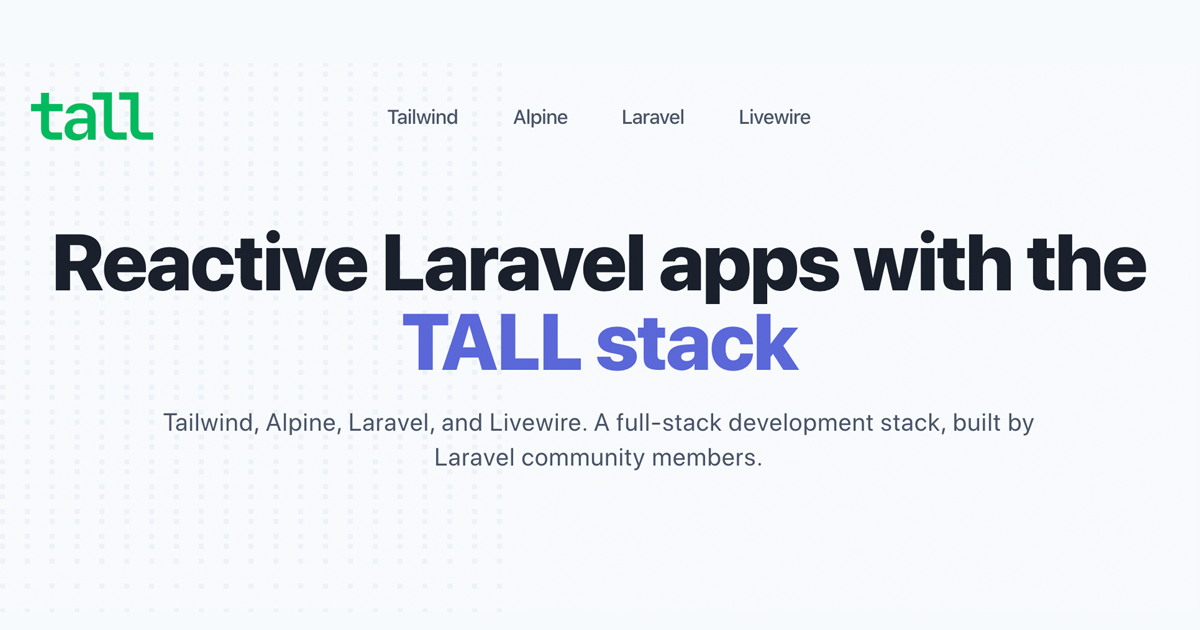 tall
Tailwind Alpine Laravel Livewire
Reactive Laravel apps with the
TALL stack
Tailwind, Alpine, Laravel, and Livewire. A full-stack development stack, built by
Laravel community members.